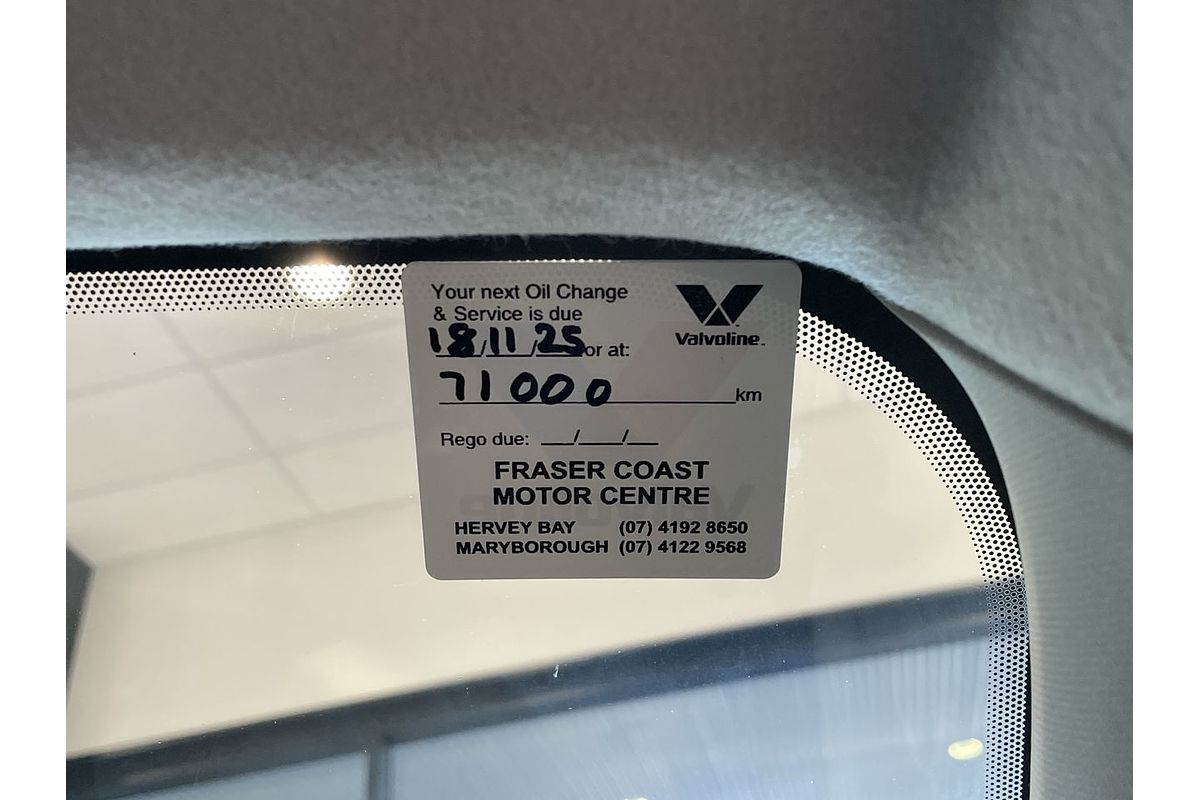 Your next Oil Change
& Service is due
18/11/25 or at:
71000 km
Valvoline™
Rego due: __/__/__
FRASER COAST
MOTOR CENTRE
HERVEY BAY (07) 4192 8650
MARYBOROUGH (07) 4122 9568